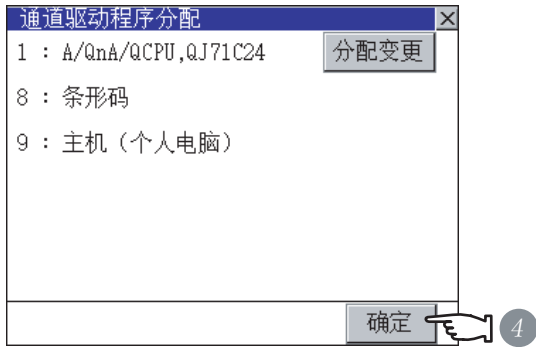 通道驱动程序分配 ×
1 : A/QnA/QCPU,QJ71C24 分配变更
8 : 条形码
9 : 主机（个人电脑）
确定 4